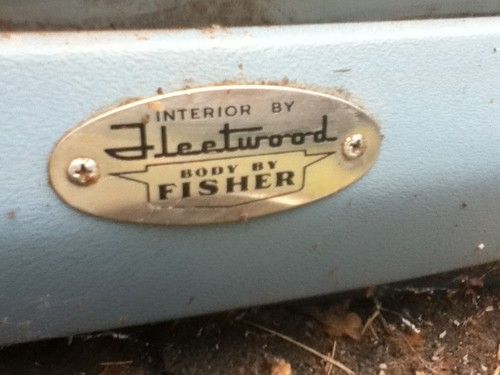 INTERIOR BY
Fleetwood
BODY BY
FISHER